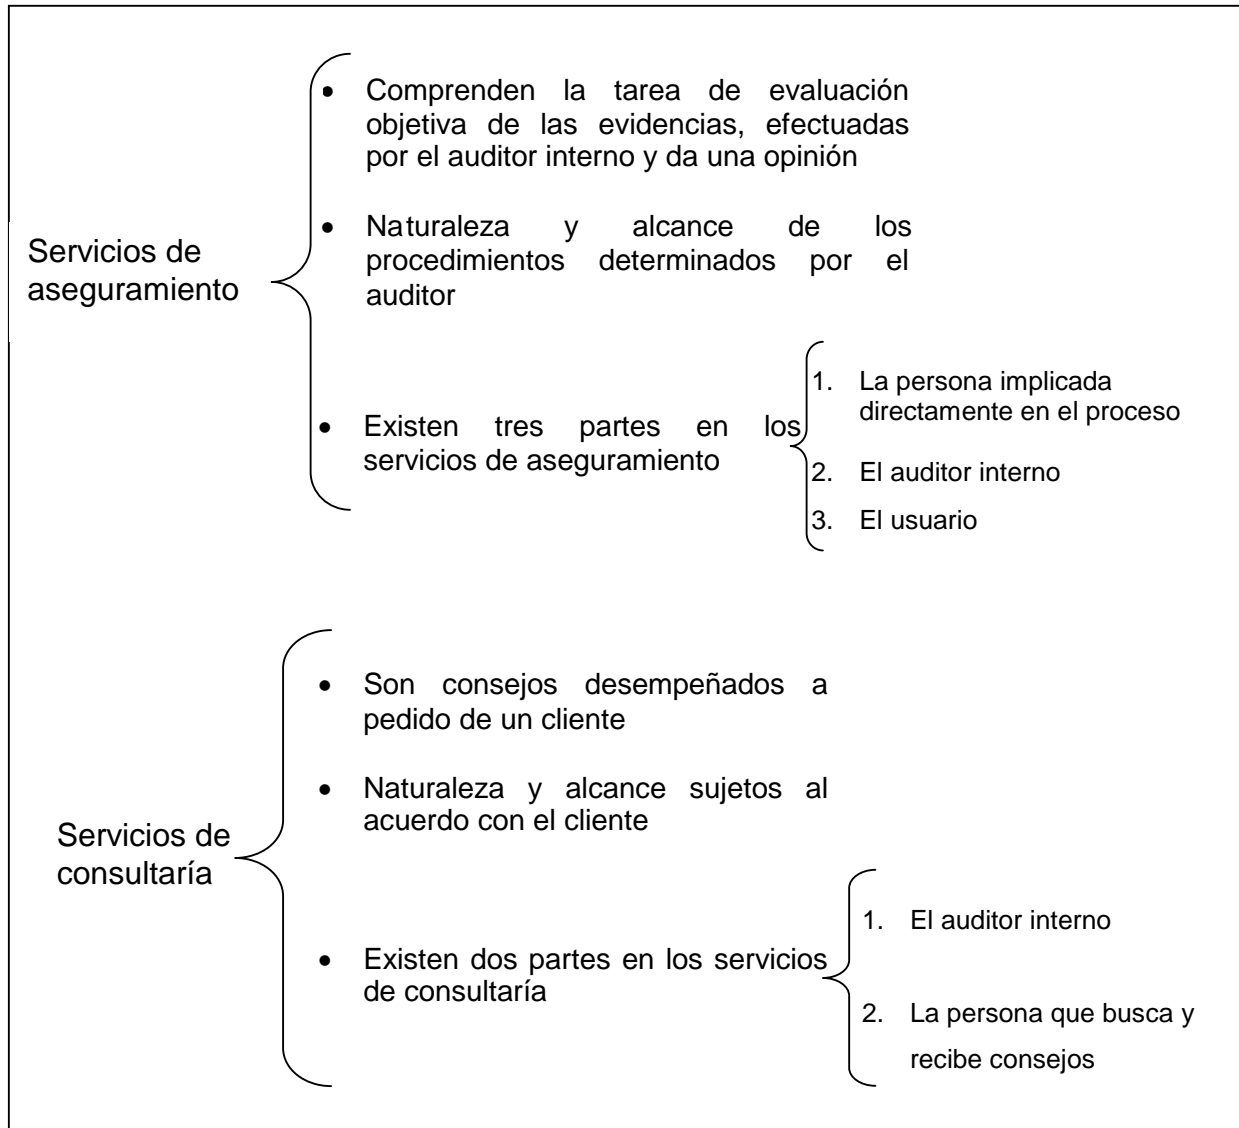 Servicios de
aseguramiento
• Comprenden la tarea de evaluación
objetiva de las evidencias, efectuadas
por el auditor interno y da una opinión
• Naturaleza y alcance de los
procedimientos determinados por el
auditor
• Existen tres partes en los
servicios de aseguramiento
1. La persona implicada
directamente en el proceso
2. El auditor interno
3. El usuario
Servicios de
consultaría
• Son consejos desempeñados a
pedido de un cliente
• Naturaleza y alcance sujetos al
acuerdo con el cliente
• Existen dos partes en los servicios
de consultaría
1. El auditor interno
2. La persona que busca y
recibe consejos